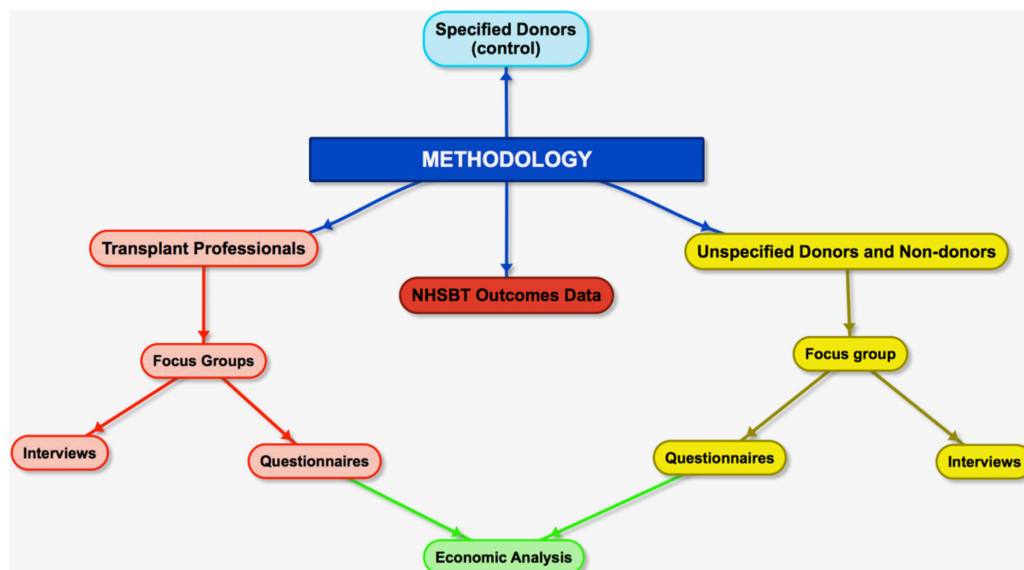 Specified Donors
(control)
METHODOLOGY
Transplant Professionals
Unspecified Donors and Non-donors
NHSBT Outcomes Data
Focus Groups
Focus group
Interviews
Questionnaires
Questionnaires
Interviews
Economic Analysis